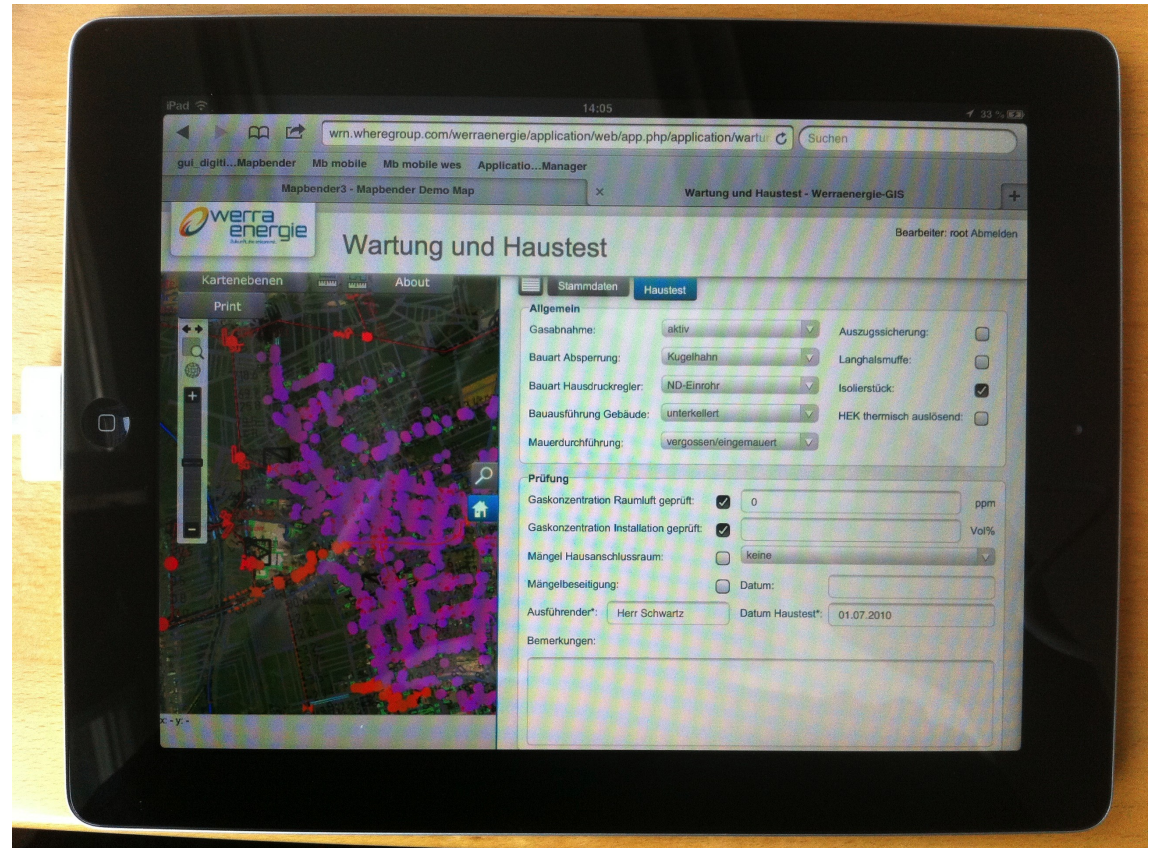 iPad 14:05 33 %
wrn.wheregroup.com/werraenergie/application/web/app.php/application/wartur Suchen
gui_digiti...Mapbender Mb mobile Mb mobile wes Applicatio...Manager
Mapbender3 - Mapbender Demo Map Wartung und Haustest - Werraenergie-GIS
werra
energie
Wartung und Haustest
Bearbeiter: root Abmelden
Kartenebenen About
Print
Stammdaten Haustest
Allgemein
Gasabnahme: aktiv Auszugssicherung:
Bauart Absperrung: Kugelhahn Langhalsmuffe:
Bauart Hausdruckregler: ND-Einrohr Isolierstück:
Bauausführung Gebäude: unterkellert HEK thermisch auslösend:
Mauerdurchführung: vergossen/eingemauert
Prüfung
Gaskonzentration Raumluft geprüft: 0 ppm
Gaskonzentration Installation geprüft: Vol%
Mängel Hausanschlussraum: keine
Mängelbeseitigung: Datum:
Ausführender*: Herr Schwartz Datum Haustest*: 01.07.2010
Bemerkungen:
x: - y: -